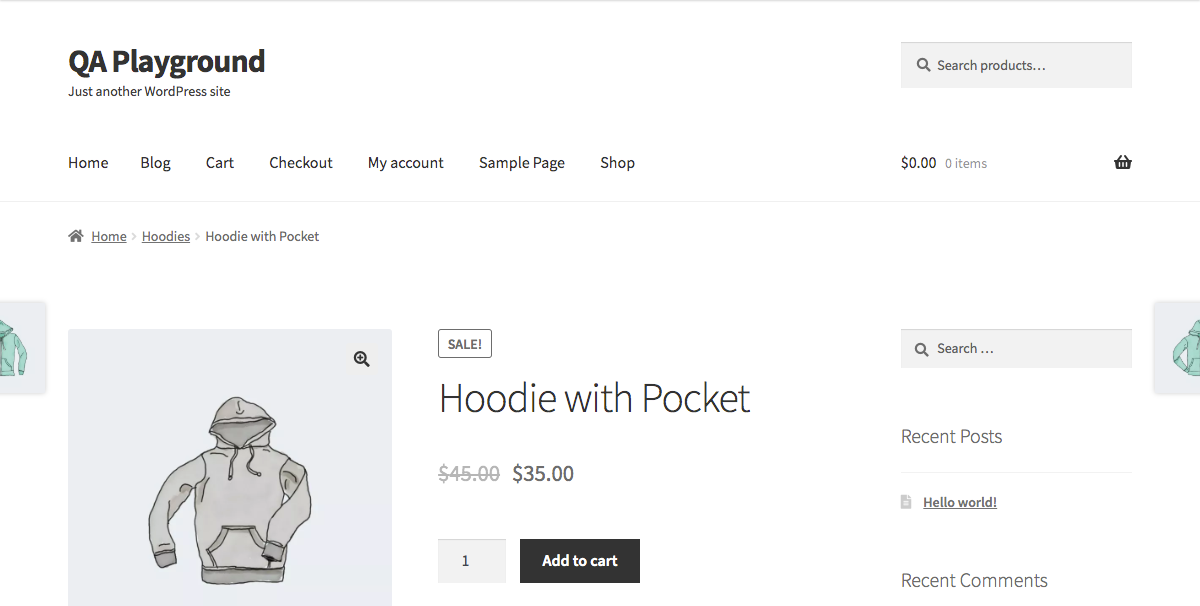 QA Playground
Just another WordPress site
Search products…
Home Blog Cart Checkout My account Sample Page Shop
$0.00 0 items
Home Hoodies Hoodie with Pocket
SALE!
Hoodie with Pocket
$45.00 $35.00
1 Add to cart
Search …
Recent Posts
Hello world!
Recent Comments